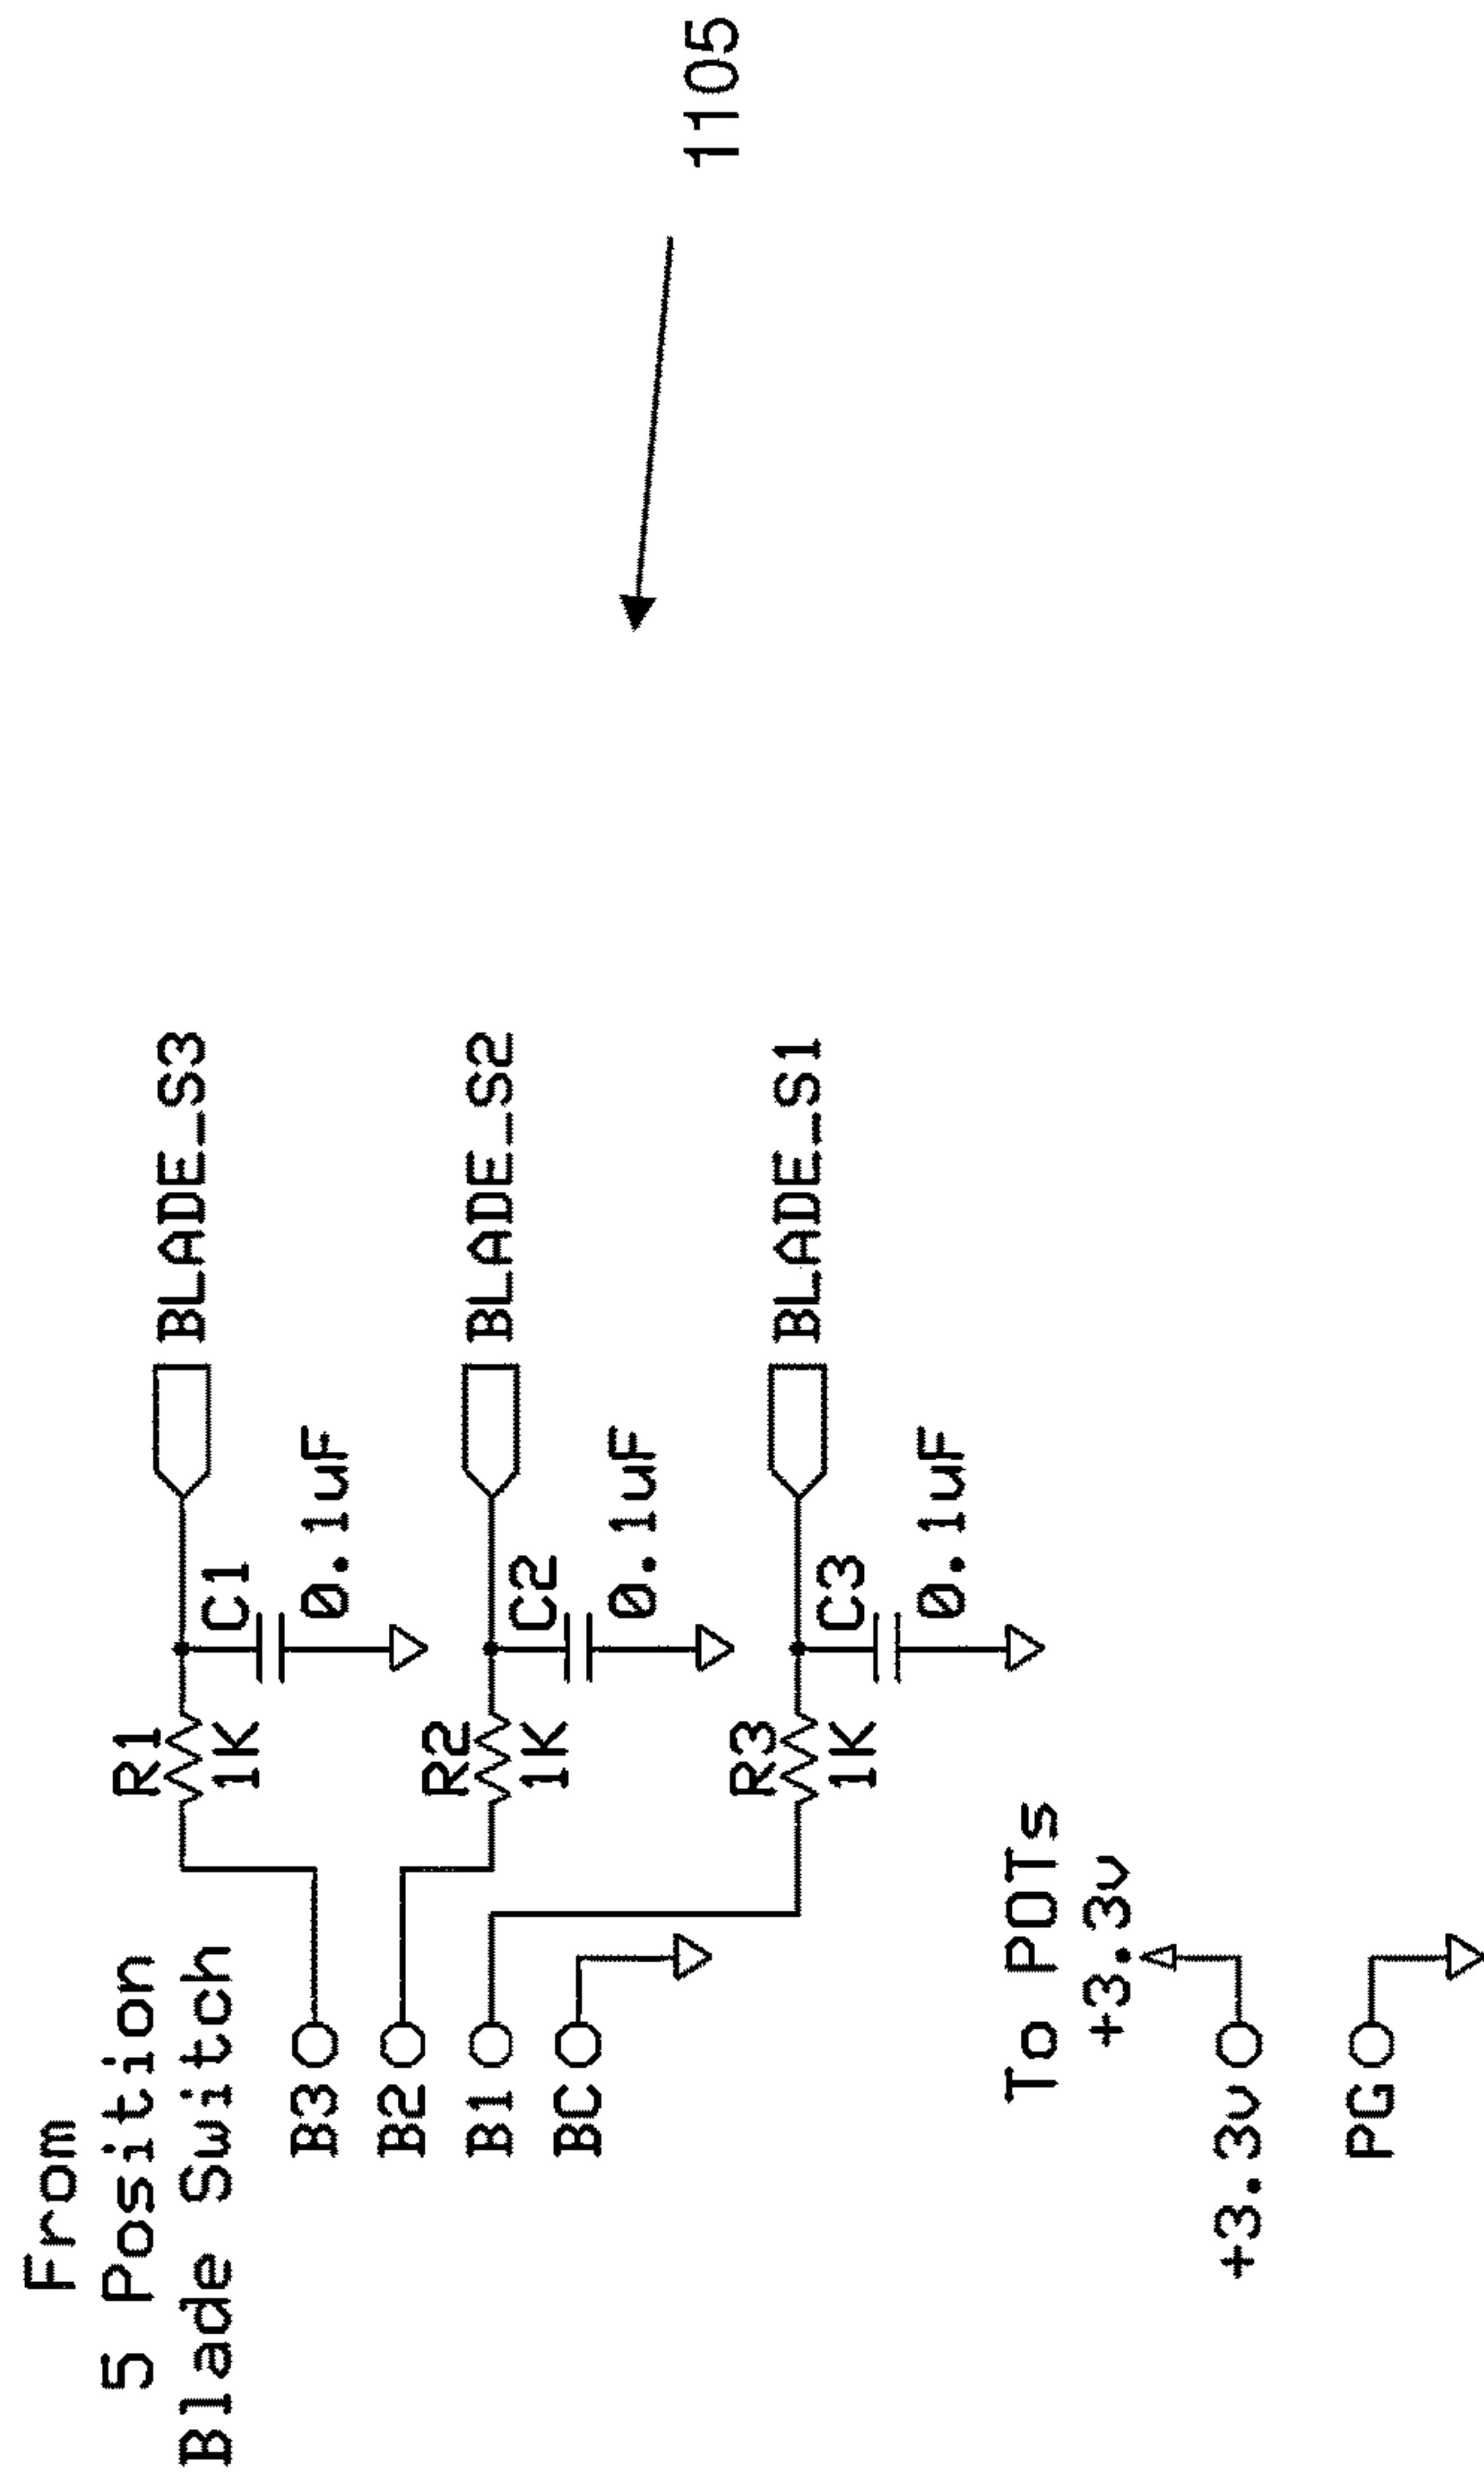 From
5 Position
Blade Switch
B3
B2
B1
BC
R1
1K
C1
0.1uF
BLADE_S3
R2
1K
C2
0.1uF
BLADE_S2
R3
1K
C3
0.1uF
BLADE_S1
To POTs
+3.3v
+3.3v
PG
1105